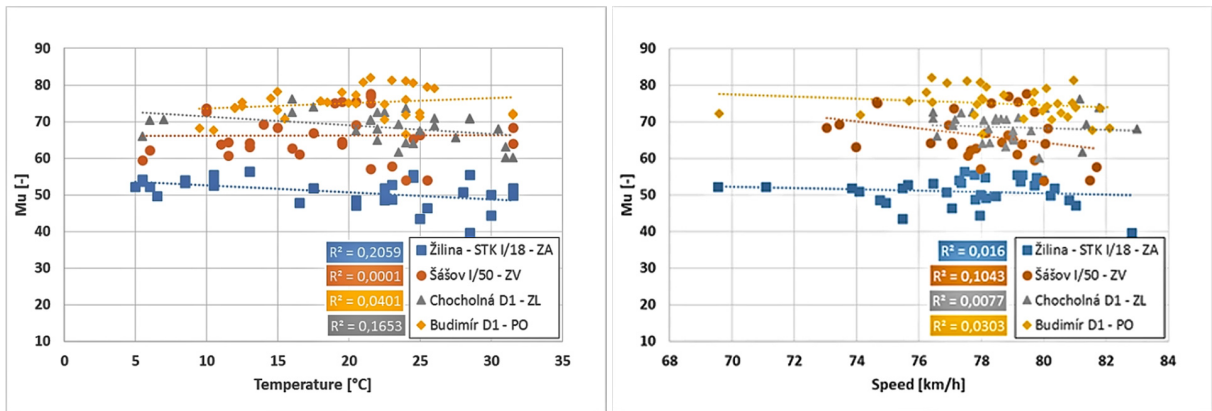 90
80
70
60
50
40
30
20
10
Mu [-]
0 5 10 15 20 25 30 35
Temperature [°C]
R² = 0,2059
R² = 0,0001
R² = 0,0401
R² = 0,1653
Žilina - STK I/18 - ZA
Šášov I/50 - ZV
Chocholná D1 - ZL
Budimír D1 - PO
90
80
70
60
50
40
30
20
10
Mu [-]
68 70 72 74 76 78 80 82 84
Speed [km/h]
R² = 0,016
R² = 0,1043
R² = 0,0077
R² = 0,0303
Žilina - STK I/18 - ZA
Šášov I/50 - ZV
Chocholná D1 - ZL
Budimír D1 - PO